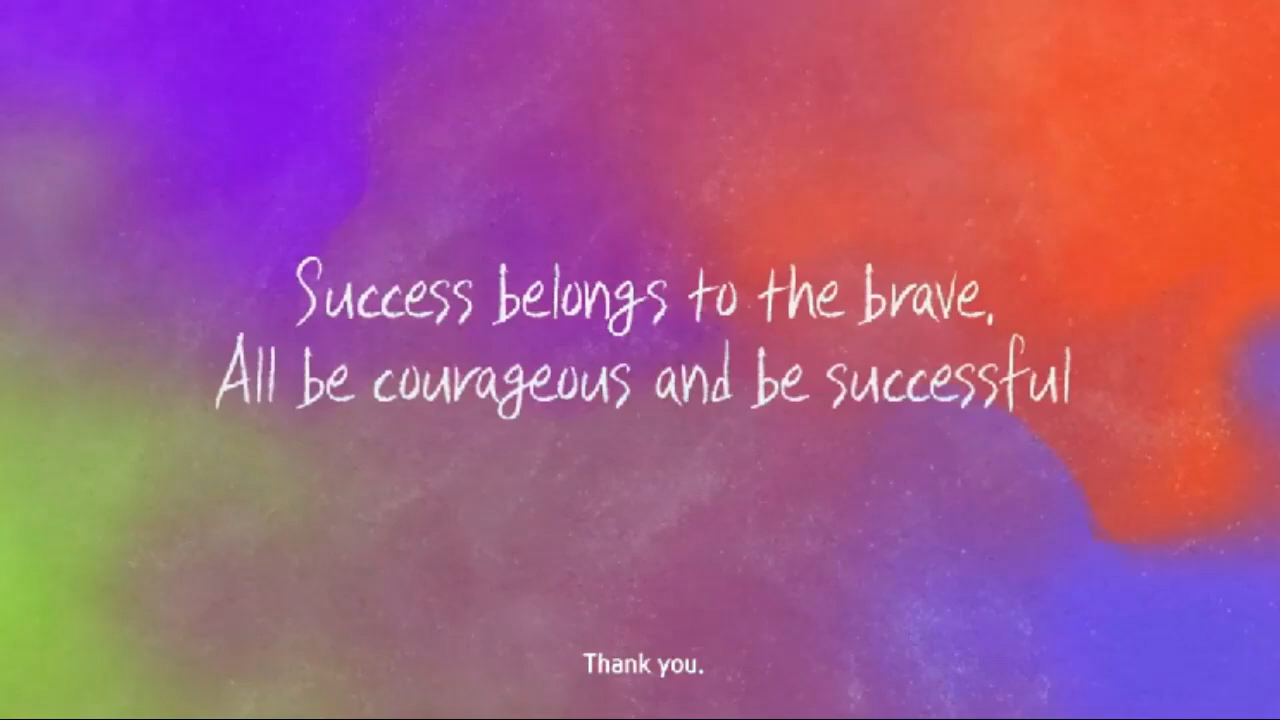 Success belongs to the brave.
All be courageous and be successful
Thank you.